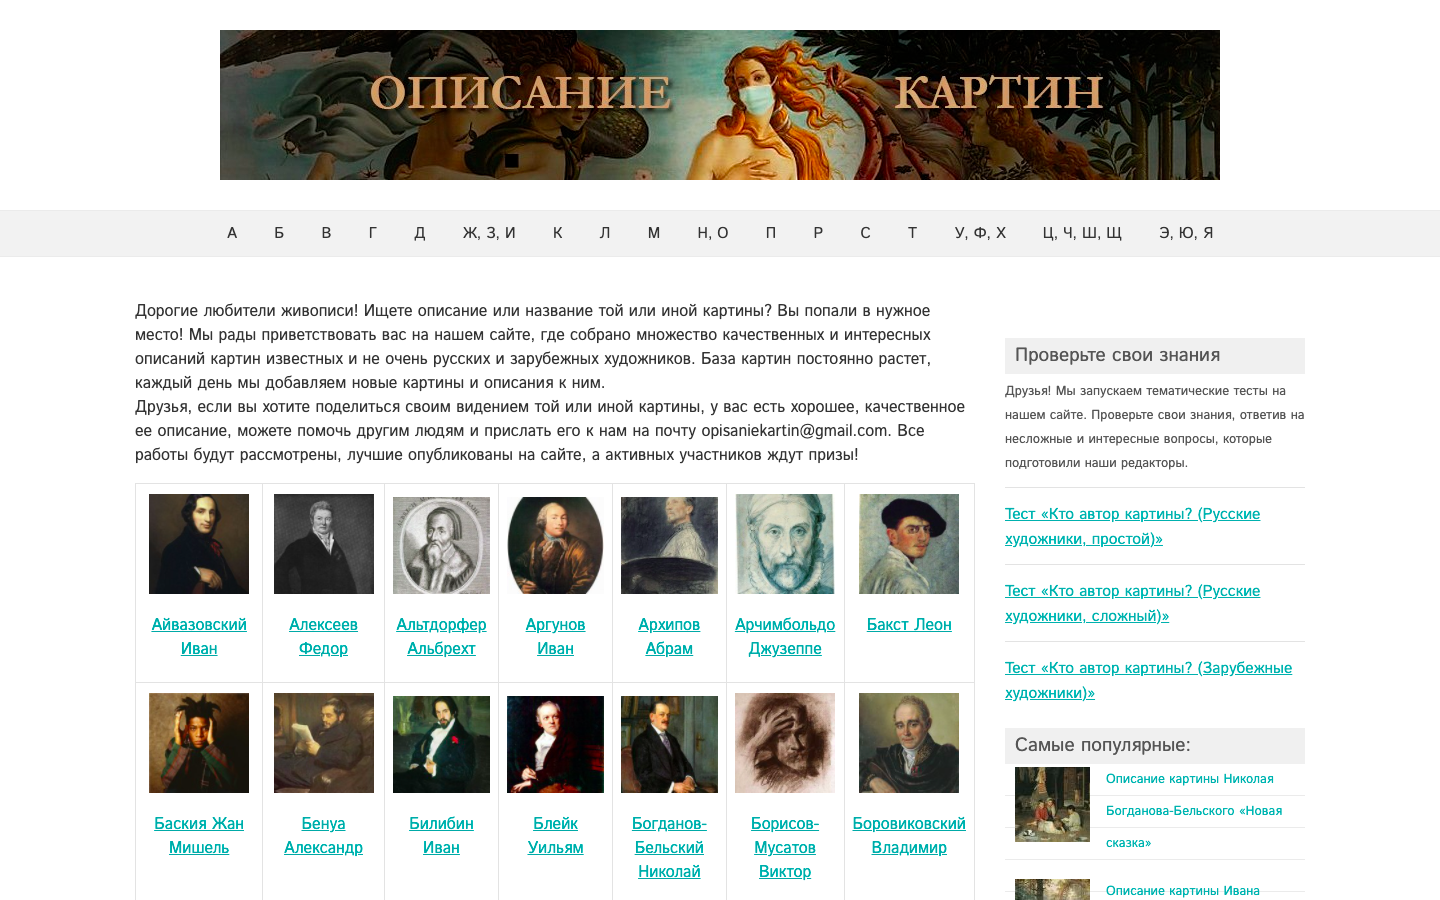 ОПИСАНИЕ КАРТИН
А Б В Г Д Ж, З, И К Л М Н, О П Р С Т У, Ф, Х Ц, Ч, Ш, Щ Э, Ю, Я
Дорогие любители живописи! Ищете описание или название той или иной картины? Вы попали в нужное
место! Мы рады приветствовать вас на нашем сайте, где собрано множество качественных и интересных
описаний картин известных и не очень русских и зарубежных художников. База картин постоянно растет,
каждый день мы добавляем новые картины и описания к ним.
Друзья, если вы хотите поделиться своим видением той или иной картины, у вас есть хорошее, качественное
ее описание, можете помочь другим людям и прислать его к нам на почту opisaniekartin@gmail.com. Все
работы будут рассмотрены, лучшие опубликованы на сайте, а активных участников ждут призы!
Айвазовский
Иван
Алексеев
Федор
Альтдорфер
Альбрехт
Аргунов
Иван
Архипов
Абрам
Арчимбольдо
Джузеппе
Бакст Леон
Баския Жан
Мишель
Бенуа
Александр
Билибин
Иван
Блейк
Уильям
Богданов-
Бельский
Николай
Борисов-
Мусатов
Виктор
Боровиковский
Владимир
Проверьте свои знания
Друзья! Мы запускаем тематические тесты на
нашем сайте. Проверьте свои знания, ответив на
несложные и интересные вопросы, которые
подготовили наши редакторы.
Тест «Кто автор картины? (Русские
художники, простой)»
Тест «Кто автор картины? (Русские
художники, сложный)»
Тест «Кто автор картины? (Зарубежные
художники)»
Самые популярные:
Описание картины Николая
Богданова-Бельского «Новая
сказка»
Описание картины Ивана